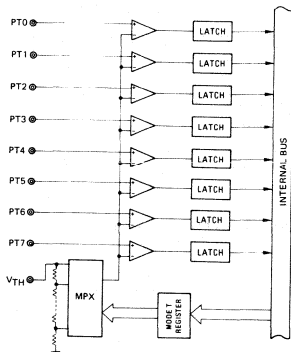 PT0
LATCH
PT1
LATCH
PT2
LATCH
PT3
LATCH
PT4
LATCH
PT5
LATCH
PT6
LATCH
PT7
LATCH
VTH
MPX
MODE T
REGISTER
INTERNAL BUS